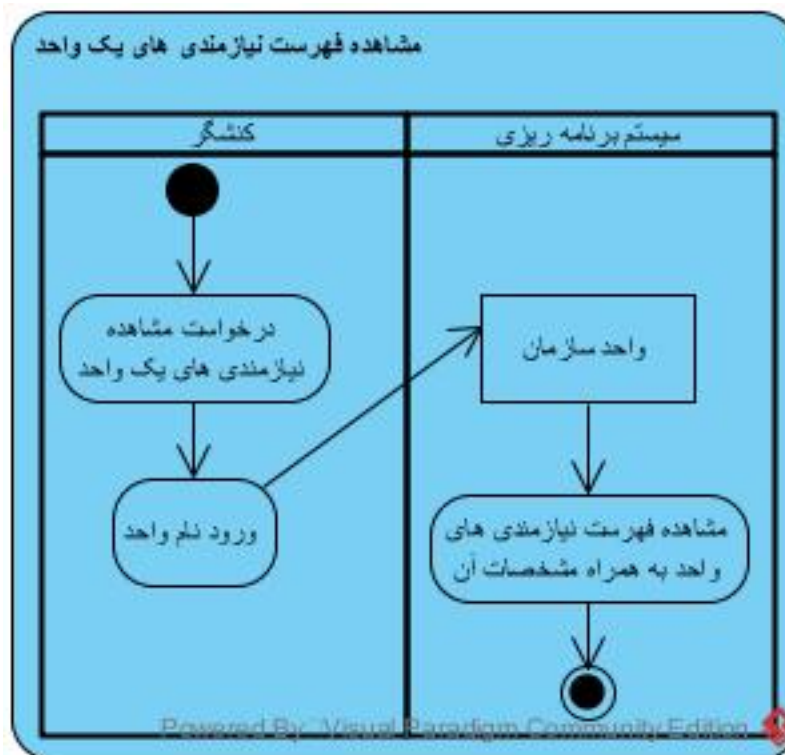 مشاهده فهرست نیازمندی های یک واحد
کنشگر
سیستم برنامه ریزی
درخواست مشاهده
نیازمندی های یک واحد
ورود نام واحد
واحد سازمان
مشاهده فهرست نیازمندی های
واحد به همراه مشخصات آن
Powered By Visual Paradigm Community Edition